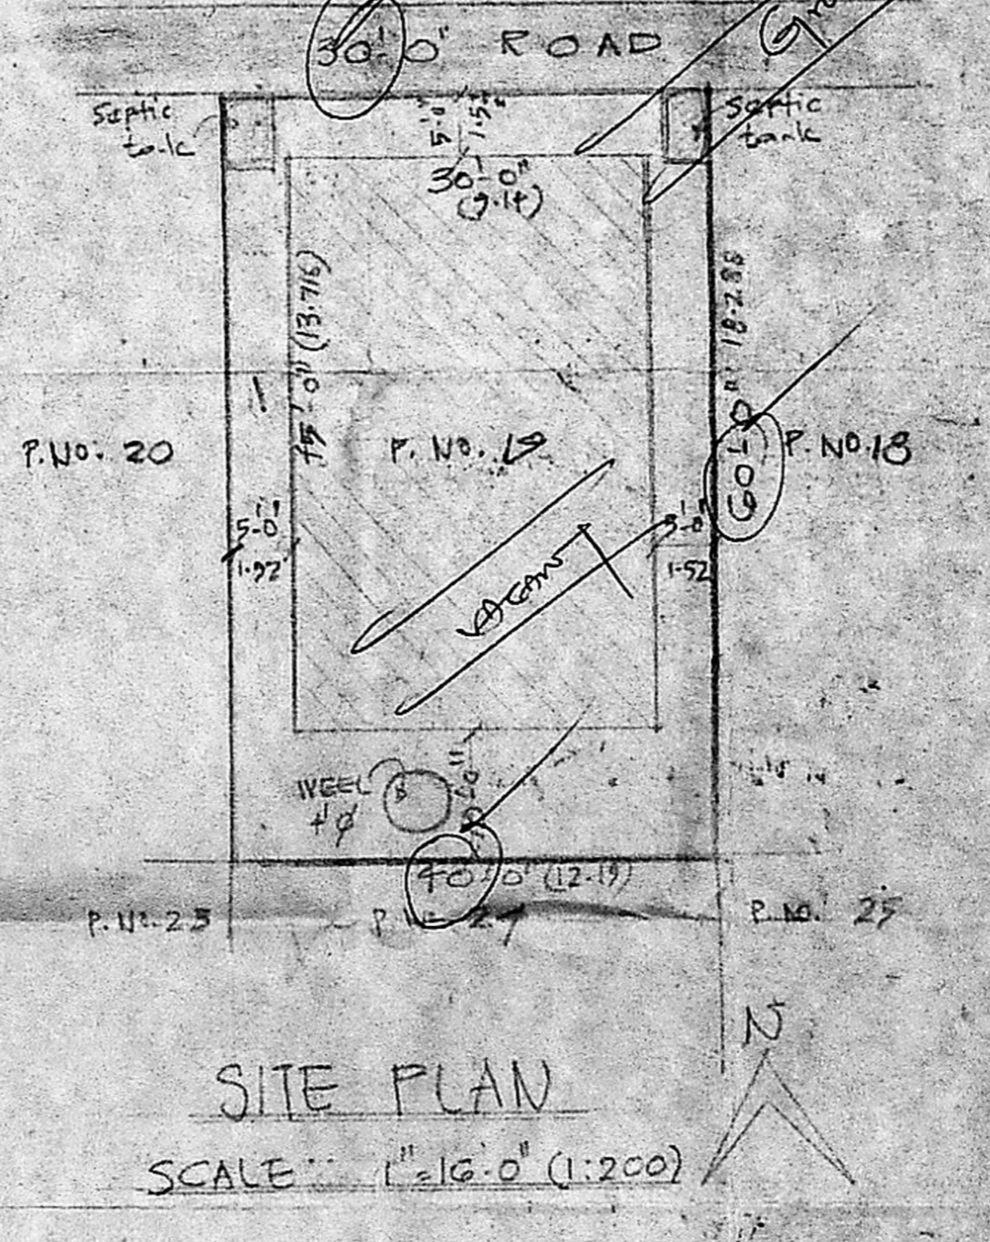 30'-0" ROAD
Septic
tank
Septic
tank
5'-0"
1.52
30'-0"
(9.14)
45'-0" (13.716)
60'-0" 18.288
P.NO: 20
P. NO. 19
P.NO.18
5'-0"
1.92
5'-0"
1.52
VACANT
WEEL
4'φ
40'-0" (12.19)
P. NO. 23
P. NO. 25
N
SITE PLAN
SCALE: 1"=16'-0" (1:200)